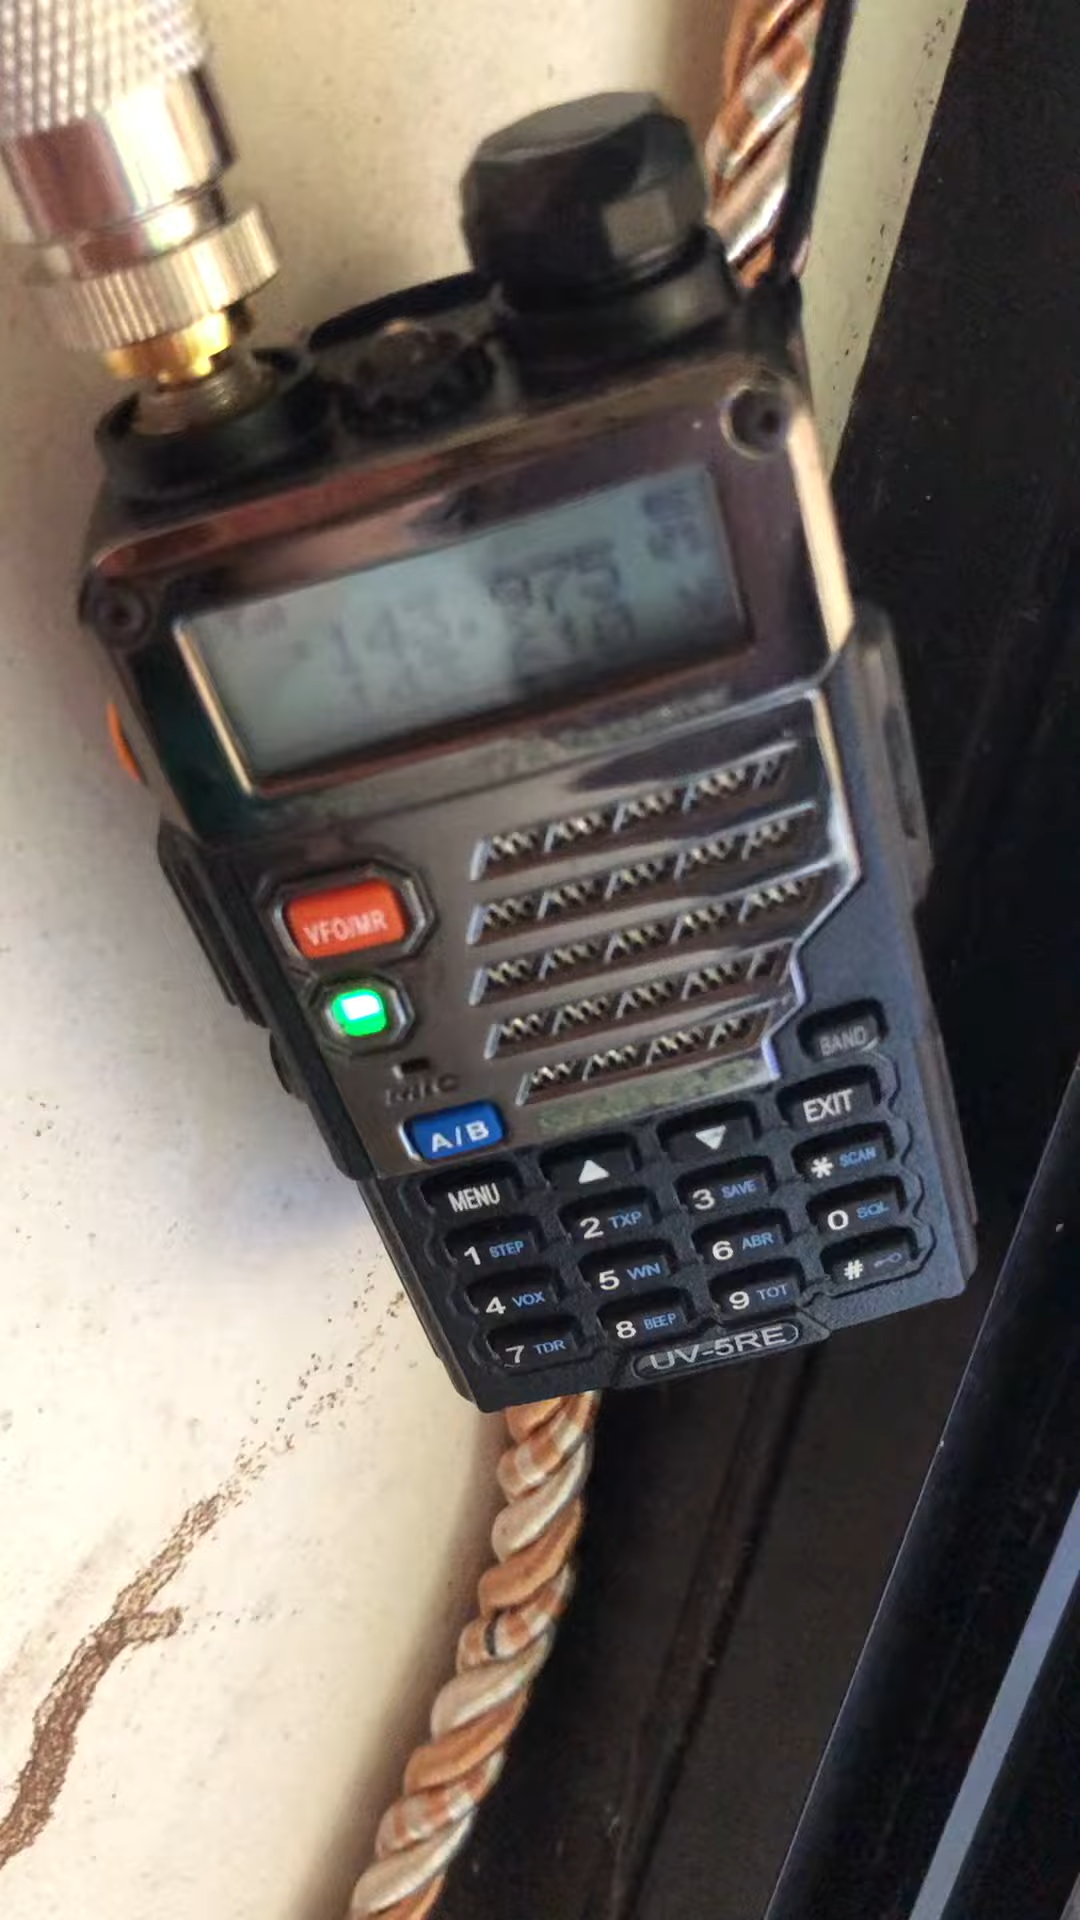 VFO/MR
A/B
MENU ▲ ▼ EXIT
BAND
1 STEP 2 TXP 3 SAVE * SCAN
4 VOX 5 WN 6 ABR 0 SQL
7 TDR 8 BEEP 9 TOT #
UV-5RE